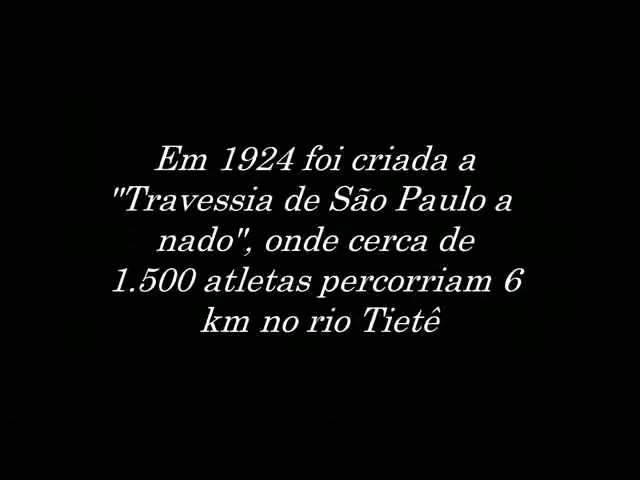 Em 1924 foi criada a
"Travessia de São Paulo a
nado", onde cerca de
1.500 atletas percorriam 6
km no rio Tietê